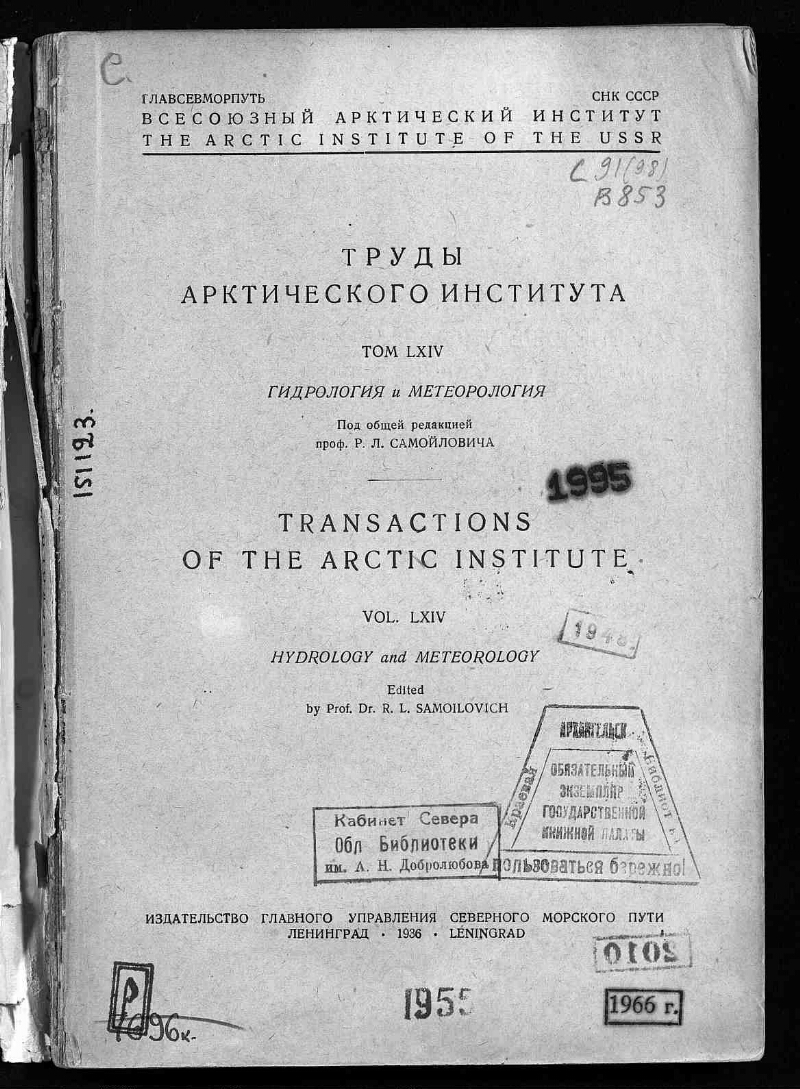 ГЛАВСЕВМОРПУТЬ СНК СССР
ВСЕСОЮЗНЫЙ АРКТИЧЕСКИЙ ИНСТИТУТ
THE ARCTIC INSTITUTE OF THE USSR
С 91(98)
В853
ТРУДЫ
АРКТИЧЕСКОГО ИНСТИТУТА
ТОМ LXIV
ГИДРОЛОГИЯ и МЕТЕОРОЛОГИЯ
Под общей редакцией
проф. Р. Л. САМОЙЛОВИЧА
151123.
1995
TRANSACTIONS
OF THE ARCTIC INSTITUTE
VOL. LXIV
HYDROLOGY and METEOROLOGY
Edited
by Prof. Dr. R. L. SAMOILOVICH
АРХАНГЕЛЬСК
Краевая
ОБЯЗАТЕЛЬНЫЙ
ЭКЗЕМПЛЯР
ГОСУДАРСТВЕННОЙ
КНИЖНОЙ ПАЛАТЫ
пользоваться бережно!
Кабинет Севера
Обл Библиотеки
им. А. Н. Добролюбова
ИЗДАТЕЛЬСТВО ГЛАВНОГО УПРАВЛЕНИЯ СЕВЕРНОГО МОРСКОГО ПУТИ
ЛЕНИНГРАД · 1936 · LENINGRAD
2010
Р
1955
1966 г.